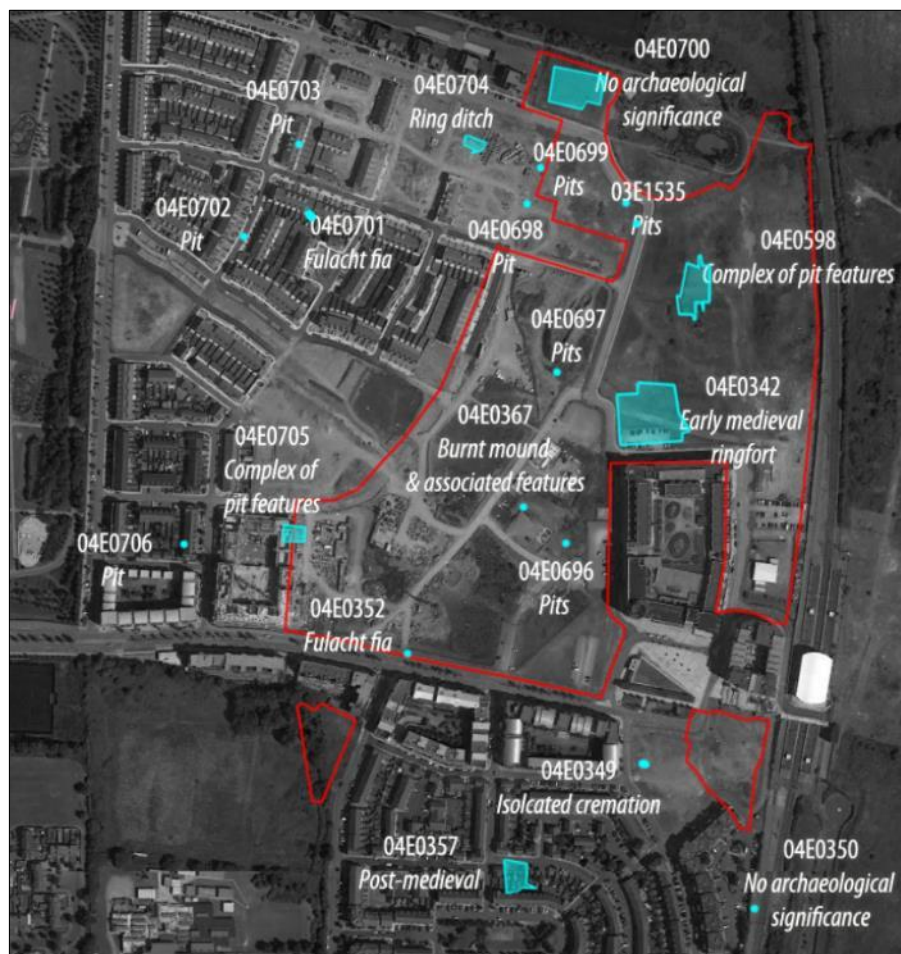 04E0700
No archaeological
significance
04E0704
Ring ditch
04E0703
Pit
04E0699
Pits
03E1535
Pits
04E0702
Pit
04E0701
Fulacht fia
04E0698
Pit
04E0598
Complex of pit features
04E0697
Pits
04E0342
Early medieval
ringfort
04E0367
Burnt mound
& associated features
04E0705
Complex of
pit features
04E0706
Pit
04E0696
Pits
04E0352
Fulacht fia
04E0349
Isolcated cremation
04E0357
Post-medieval
04E0350
No archaeological
significance